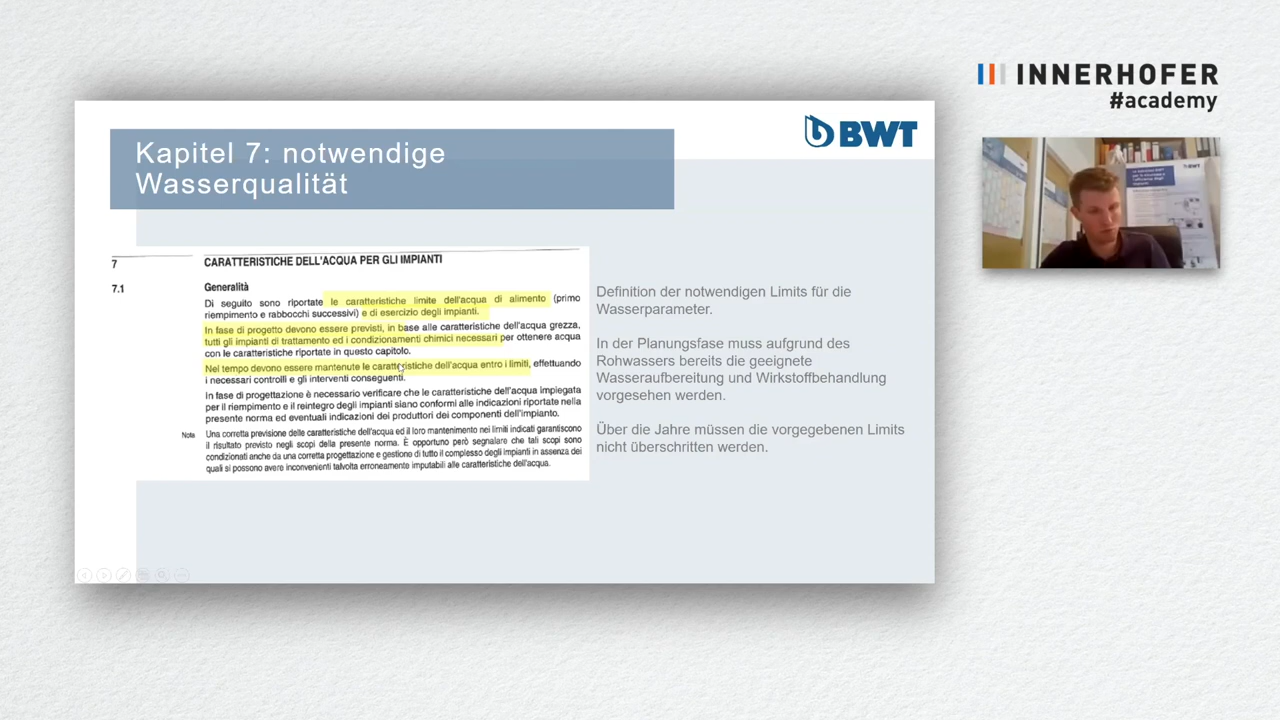 INNERHOFER
#academy
BWT
Kapitel 7: notwendige
Wasserqualität
7 CARATTERISTICHE DELL'ACQUA PER GLI IMPIANTI
7.1 Generalità
Di seguito sono riportate le caratteristiche limite dell'acqua di alimento (primo
riempimento e rabbocchi successivi) e di esercizio degli impianti.
In fase di progetto devono essere previsti, in base alle caratteristiche dell'acqua grezza,
tutti gli impianti di trattamento ed i condizionamenti chimici necessari per ottenere acqua
con le caratteristiche riportate in questo capitolo.
Nel tempo devono essere mantenute le caratteristiche dell'acqua entro i limiti, effettuando
i necessari controlli e gli interventi conseguenti.
In fase di progettazione è necessario verificare che le caratteristiche dell'acqua impiegata
per il riempimento e il reintegro degli impianti siano conformi alle indicazioni riportate nella
presente norma ed eventuali indicazioni dei produttori dei componenti dell'impianto.
Nota Una corretta previsione delle caratteristiche dell'acqua ed il loro mantenimento nei limiti indicati garantiscono
il risultato previsto negli scopi della presente norma. È opportuno però segnalare che tali scopi sono
condizionati anche da una corretta progettazione e gestione di tutto il complesso degli impianti in assenza dei
quali si possono avere inconvenienti talvolta erroneamente imputabili alle caratteristiche dell'acqua.
Definition der notwendigen Limits für die
Wasserparameter.
In der Planungsfase muss aufgrund des
Rohwassers bereits die geeignete
Wasseraufbereitung und Wirkstoffbehandlung
vorgesehen werden.
Über die Jahre müssen die vorgegebenen Limits
nicht überschritten werden.
BWT